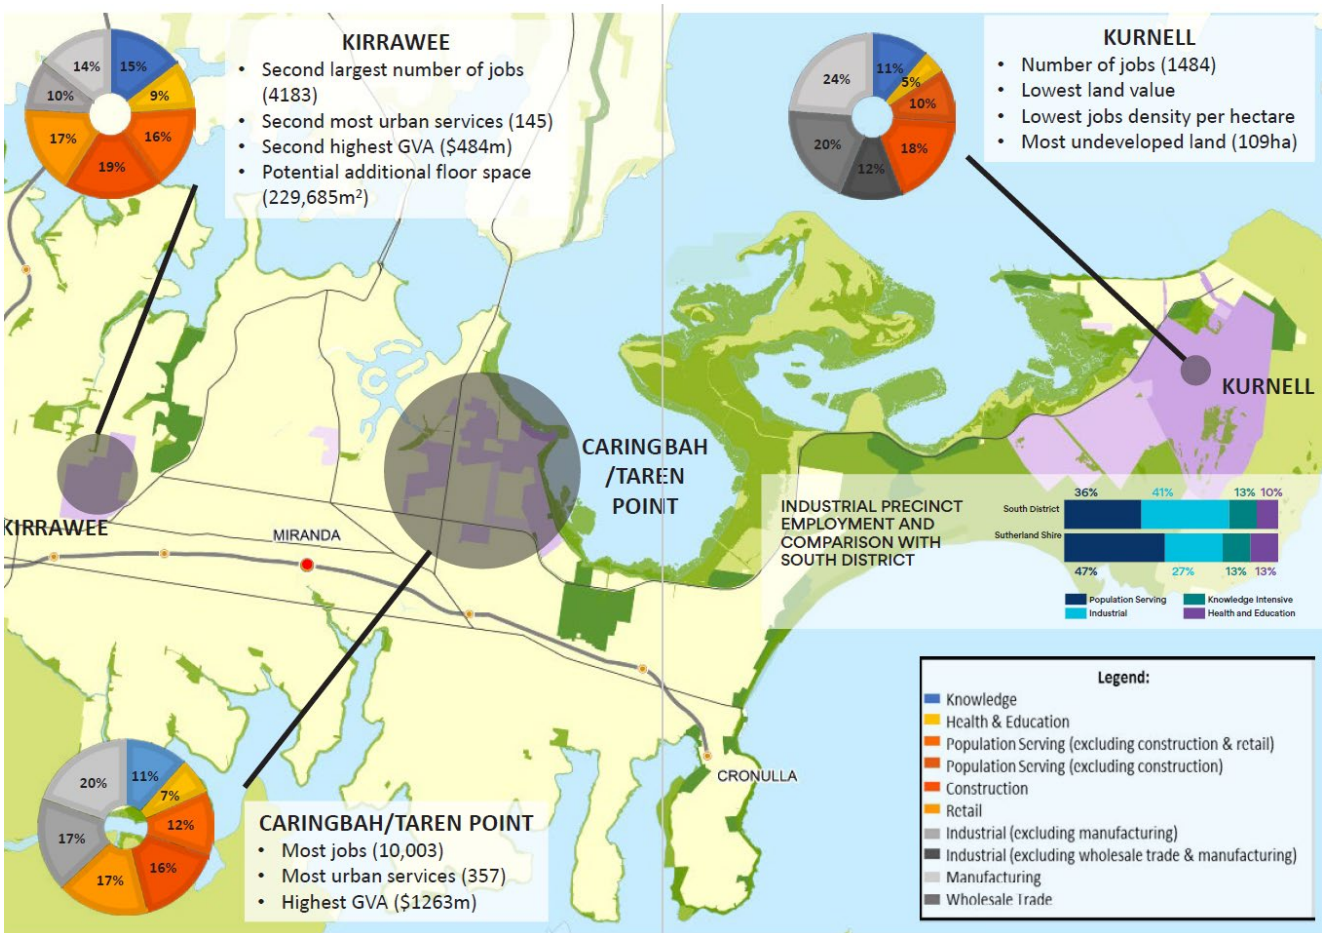 KIRRAWEE
• Second largest number of jobs
(4183)
• Second most urban services (145)
• Second highest GVA ($484m)
• Potential additional floor space
(229,685m²)
14%
15%
9%
16%
19%
17%
10%
KURNELL
• Number of jobs (1484)
• Lowest land value
• Lowest jobs density per hectare
• Most undeveloped land (109ha)
24%
11%
5%
10%
18%
12%
20%
KURNELL
CARINGBAH
/TAREN
POINT
KIRRAWEE
MIRANDA
CRONULLA
INDUSTRIAL PRECINCT
EMPLOYMENT AND
COMPARISON WITH
SOUTH DISTRICT
36% 41% 13% 10%
South District
Sutherland Shire
47% 27% 13% 13%
Population Serving
Knowledge Intensive
Industrial
Health and Education
Legend:
Knowledge
Health & Education
Population Serving (excluding construction & retail)
Population Serving (excluding construction)
Construction
Retail
Industrial (excluding manufacturing)
Industrial (excluding wholesale trade & manufacturing)
Manufacturing
Wholesale Trade
20%
11%
7%
12%
16%
17%
17%
CARINGBAH/TAREN POINT
• Most jobs (10,003)
• Most urban services (357)
• Highest GVA ($1263m)